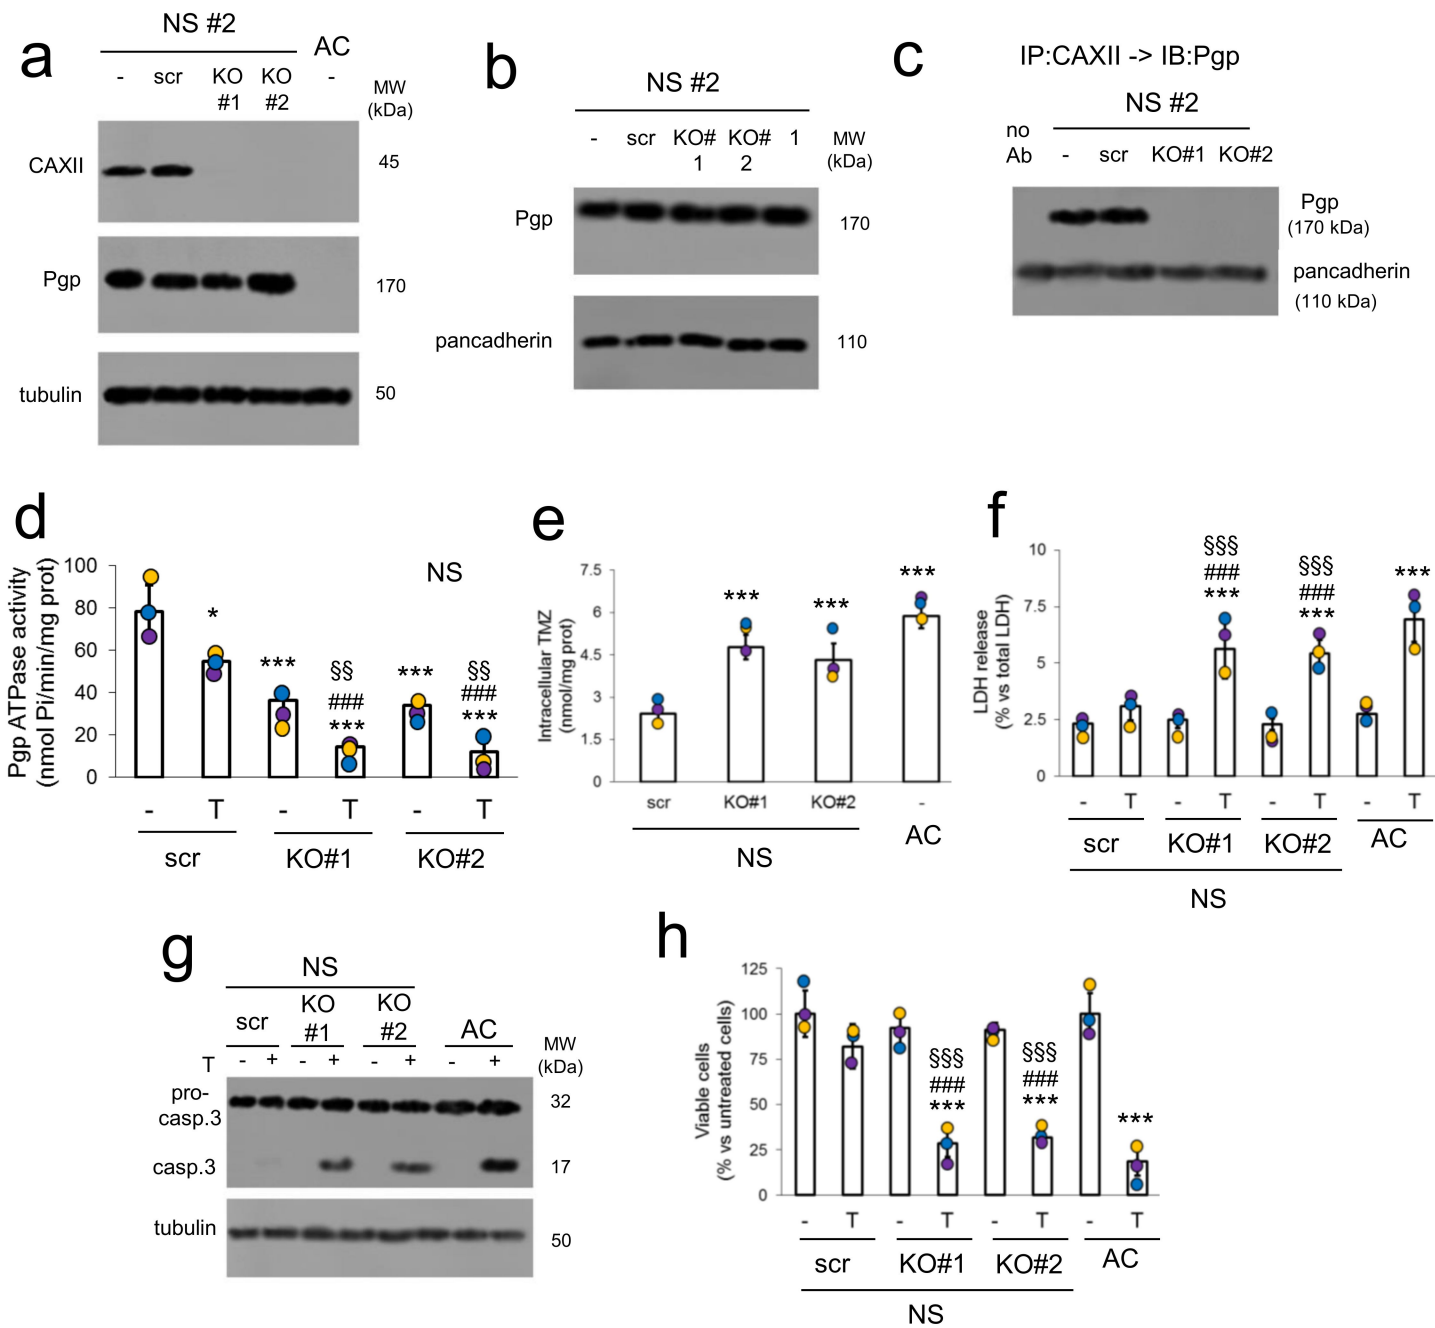 a
NS #2
AC
- scr KO KO -
#1 #2
MW
(kDa)
CAXII
45
Pgp
170
tubulin
50
b
NS #2
- scr KO# KO# 1
1 2
MW
(kDa)
Pgp
170
pancadherin
110
c
IP:CAXII -> IB:Pgp
NS #2
no
Ab
- scr KO#1 KO#2
Pgp
(170 kDa)
pancadherin
(110 kDa)
d
Pgp ATPase activity
(nmol Pi/min/mg prot)
100
80
60
40
20
0
NS
*
***
§§
###
***
***
§§
###
***
- T - T - T
scr KO#1 KO#2
e
Intracellular TMZ
(nmol/mg prot)
7.5
6
4.5
3
1.5
0
***
***
***
scr KO#1 KO#2 -
NS
AC
f
LDH release
(% vs total LDH)
10
7.5
5
2.5
0
§§§
###
***
§§§
###
***
***
- T - T - T - T
scr KO#1 KO#2 AC
NS
g
NS
scr KO KO AC
#1 #2
T - + - + - + - +
MW
(kDa)
pro-
casp.3
32
casp.3
17
tubulin
50
h
Viable cells
(% vs untreated cells)
125
100
75
50
25
0
§§§
###
***
§§§
###
***
***
- T - T - T - T
scr KO#1 KO#2 AC
NS